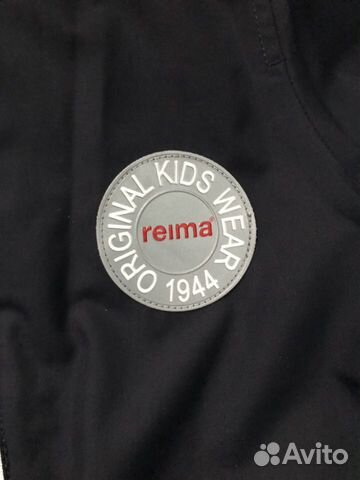 ORIGINAL KIDS WEAR
reima®
1944
Avito